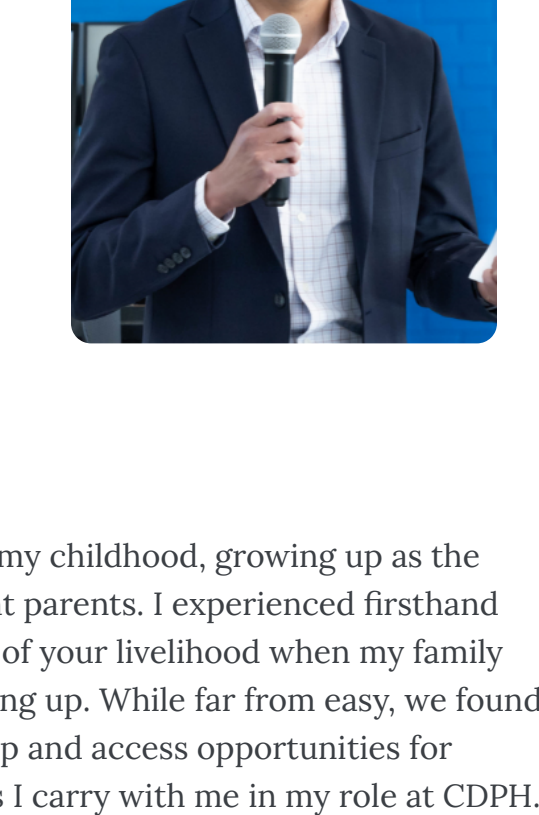 my childhood, growing up as the
parents. I experienced firsthand
of your livelihood when my family
up. While far from easy, we found
and access opportunities for
I carry with me in my role at CDPH.